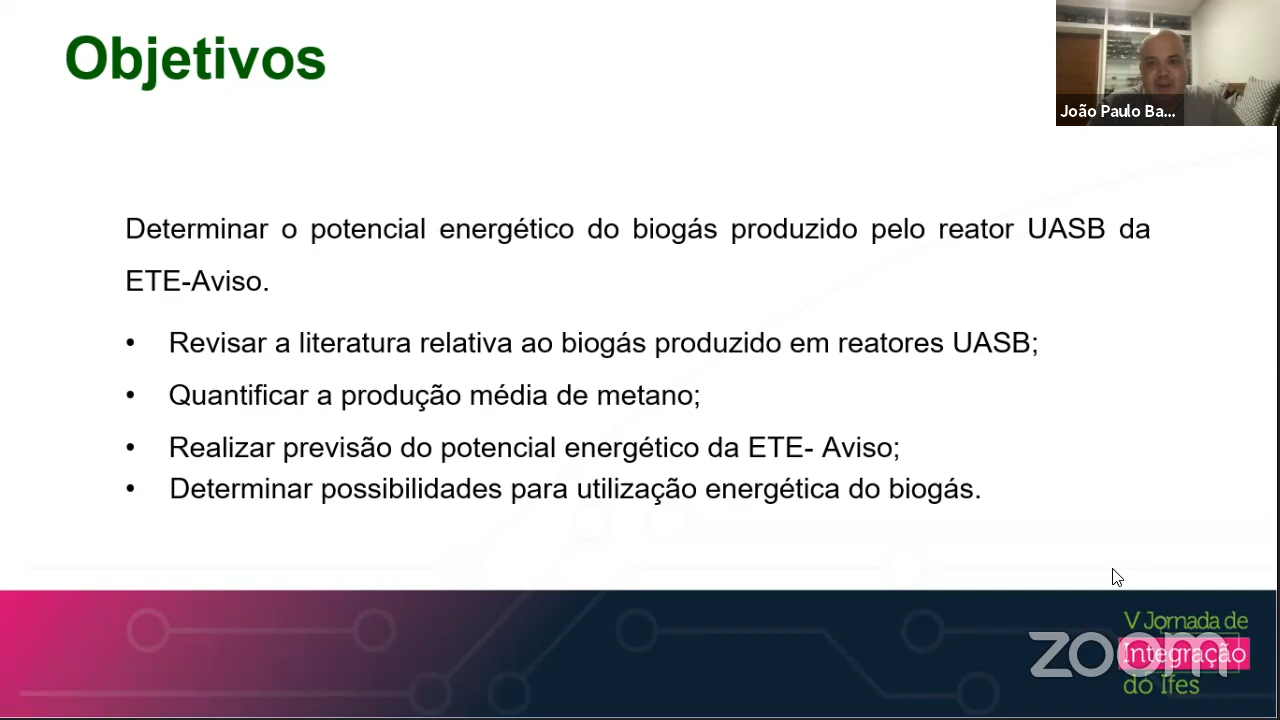 Objetivos
João Paulo Ba...
Determinar o potencial energético do biogás produzido pelo reator UASB da
ETE-Aviso.
• Revisar a literatura relativa ao biogás produzido em reatores UASB;
• Quantificar a produção média de metano;
• Realizar previsão do potencial energético da ETE- Aviso;
• Determinar possibilidades para utilização energética do biogás.
V Jornada de
Integração
do Ifes
zoom